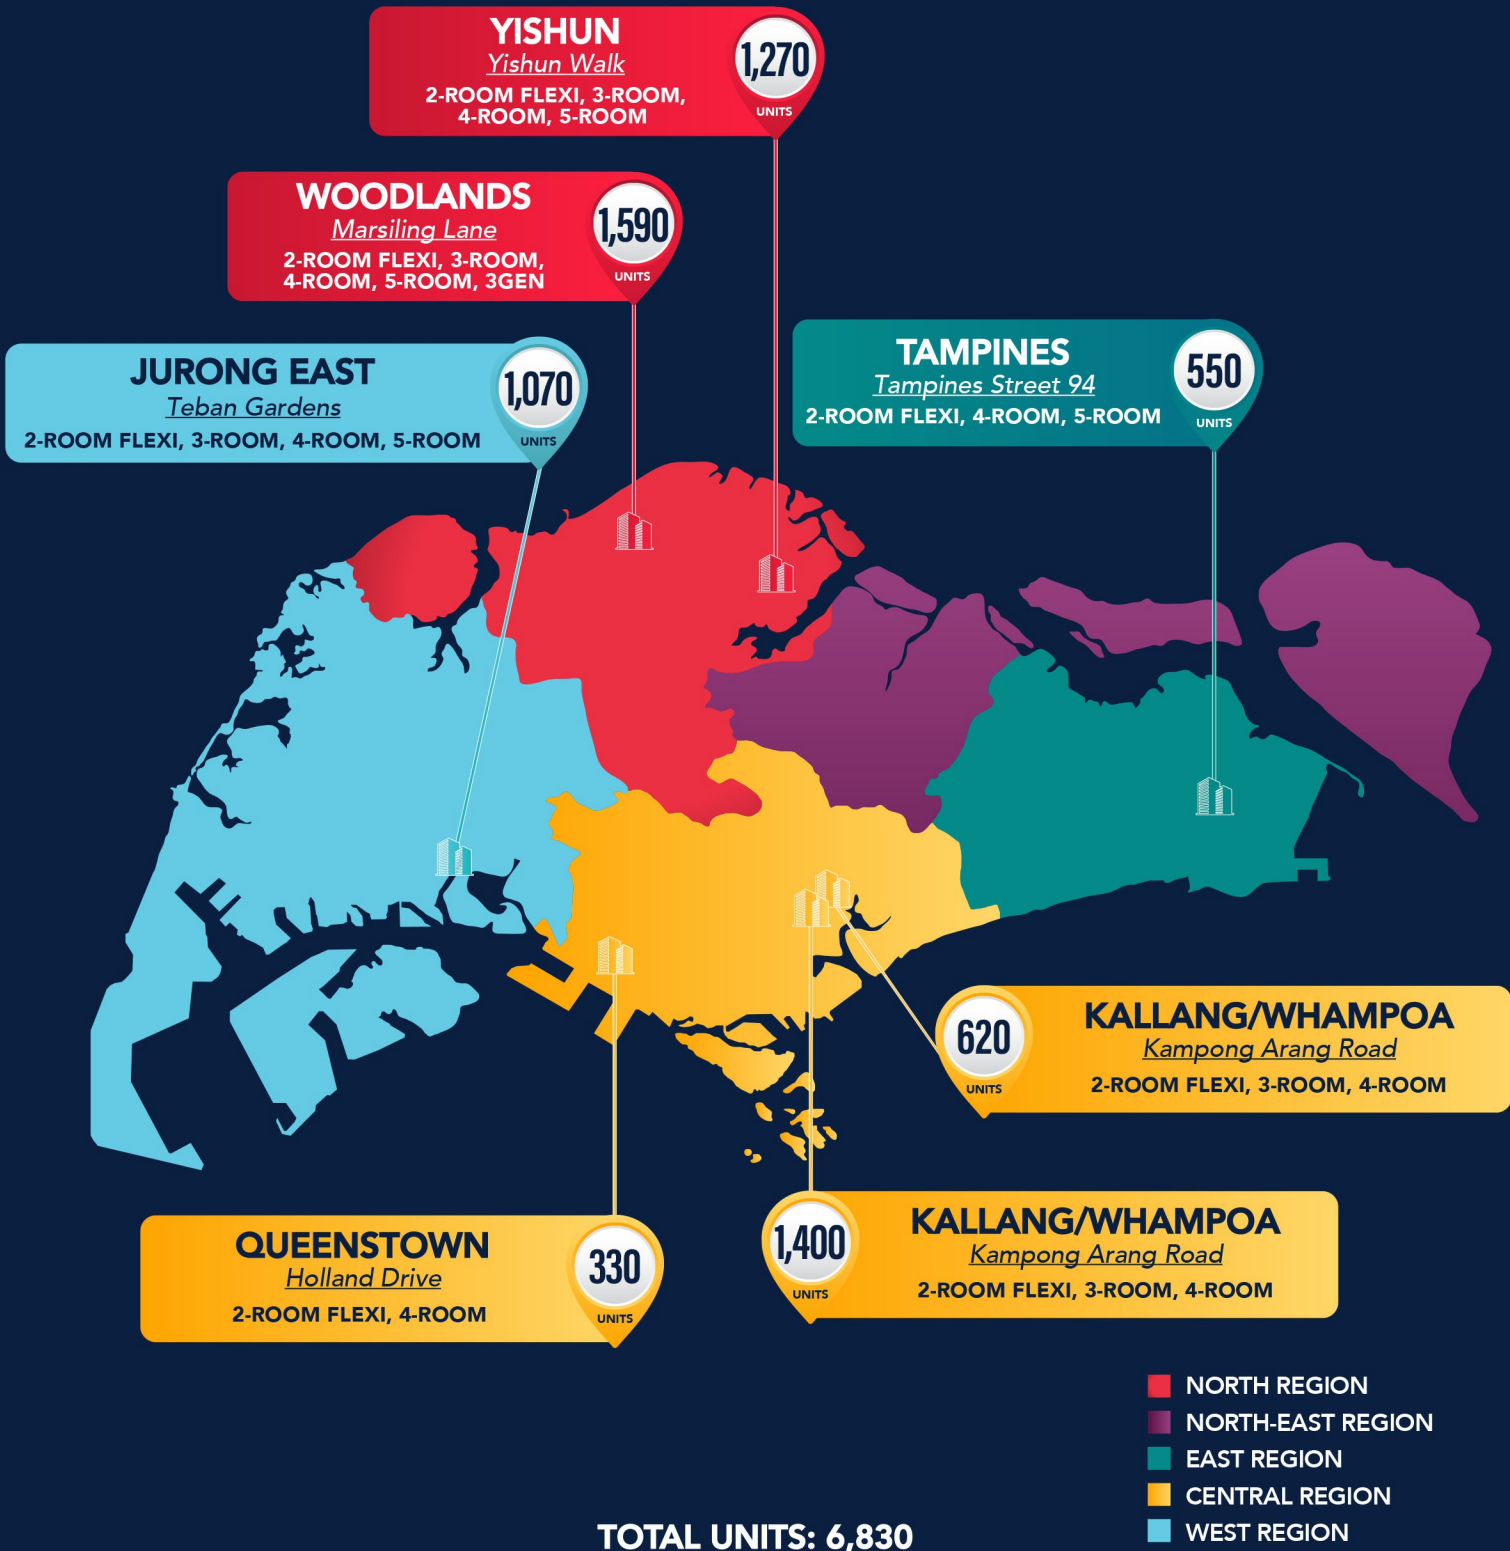 YISHUN
Yishun Walk
2-ROOM FLEXI, 3-ROOM,
4-ROOM, 5-ROOM
1,270
UNITS
WOODLANDS
Marsiling Lane
2-ROOM FLEXI, 3-ROOM,
4-ROOM, 5-ROOM, 3GEN
1,590
UNITS
JURONG EAST
Teban Gardens
2-ROOM FLEXI, 3-ROOM, 4-ROOM, 5-ROOM
1,070
UNITS
TAMPINES
Tampines Street 94
2-ROOM FLEXI, 4-ROOM, 5-ROOM
550
UNITS
620
UNITS
KALLANG/WHAMPOA
Kampong Arang Road
2-ROOM FLEXI, 3-ROOM, 4-ROOM
QUEENSTOWN
Holland Drive
2-ROOM FLEXI, 4-ROOM
330
UNITS
1,400
UNITS
KALLANG/WHAMPOA
Kampong Arang Road
2-ROOM FLEXI, 3-ROOM, 4-ROOM
NORTH REGION
NORTH-EAST REGION
EAST REGION
CENTRAL REGION
WEST REGION
TOTAL UNITS: 6,830